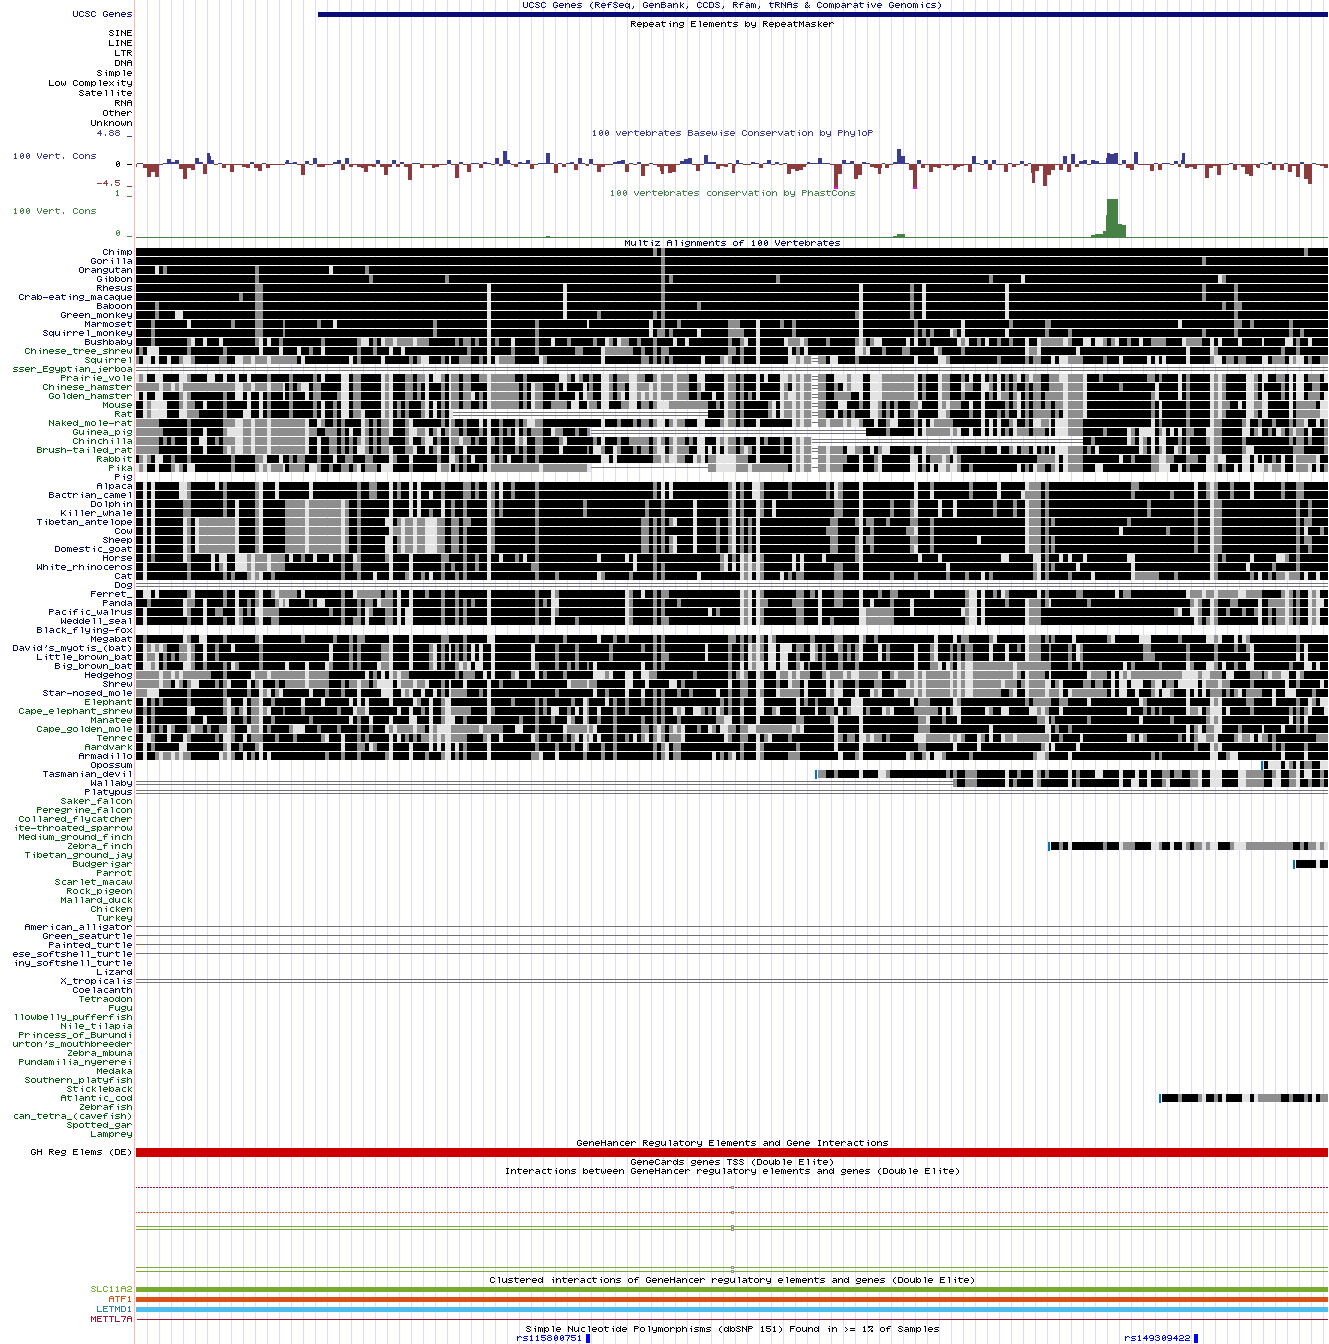 UCSC Genes (RefSeq, GenBank, CCDS, Rfam, tRNAs & Comparative Genomics)
UCSC Genes
Repeating Elements by RepeatMasker
SINE
LINE
LTR
DNA
Simple
Low Complexity
Satellite
RNA
Other
Unknown
4.88 _
100 vertebrates Basewise Conservation by PhyloP
100 Vert. Cons
0 _
-4.5 _
100 vertebrates conservation by PhastCons
1 _
100 Vert. Cons
0 _
Multiz Alignments of 100 Vertebrates
Chimp
Gorilla
Orangutan
Gibbon
Rhesus
Crab-eating_macaque
Baboon
Green_monkey
Marmoset
Squirrel_monkey
Bushbaby
Chinese_tree_shrew
Squirrel
sser_Egyptian_jerboa
Prairie_vole
Chinese_hamster
Golden_hamster
Mouse
Rat
Naked_mole-rat
Guinea_pig
Chinchilla
Brush-tailed_rat
Rabbit
Pika
Pig
Alpaca
Bactrian_camel
Dolphin
Killer_whale
Tibetan_antelope
Cow
Sheep
Domestic_goat
Horse
White_rhinoceros
Cat
Dog
Ferret_
Panda
Pacific_walrus
Weddell_seal
Black_flying-fox
Megabat
David's_myotis_(bat)
Little_brown_bat
Big_brown_bat
Hedgehog
Shrew
Star-nosed_mole
Elephant
Cape_elephant_shrew
Manatee
Cape_golden_mole
Tenrec
Aardvark
Armadillo
Opossum
Tasmanian_devil
Wallaby
Platypus
Saker_falcon
Peregrine_falcon
Collared_flycatcher
ite-throated_sparrow
Medium_ground_finch
Zebra_finch
Tibetan_ground_jay
Budgerigar
Parrot
Scarlet_macaw
Rock_pigeon
Mallard_duck
Chicken
Turkey
American_alligator
Green_seaturtle
Painted_turtle
ese_softshell_turtle
iny_softshell_turtle
Lizard
X_tropicalis
Coelacanth
Tetraodon
Fugu
llowbelly_pufferfish
Nile_tilapia
Princess_of_Burundi
urton's_mouthbreeder
Zebra_mbuna
Pundamilia_nyererei
Medaka
Southern_platyfish
Stickleback
Atlantic_cod
Zebrafish
can_tetra_(cavefish)
Spotted_gar
Lamprey
GeneHancer Regulatory Elements and Gene Interactions
GH Reg Elems (DE)
GeneCards genes TSS (Double Elite)
Interactions between GeneHancer regulatory elements and genes (Double Elite)
Clustered interactions of GeneHancer regulatory elements and genes (Double Elite)
SLC11A2
ATF1
LETMD1
METTL7A
Simple Nucleotide Polymorphisms (dbSNP 151) Found in >= 1% of Samples
rs115800751 rs149309422